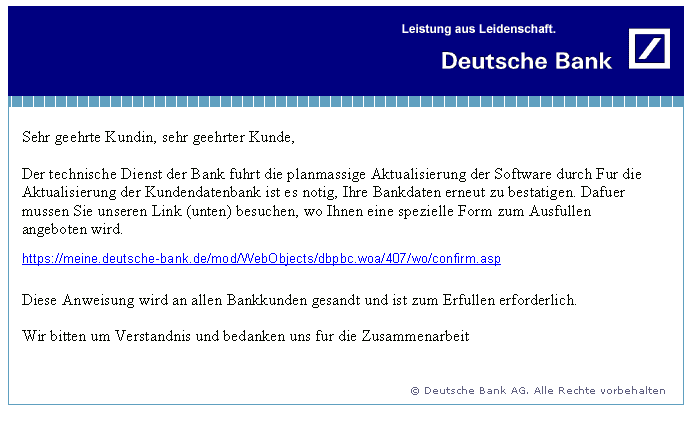 Leistung aus Leidenschaft.
Deutsche Bank
Sehr geehrte Kundin, sehr geehrter Kunde,
Der technische Dienst der Bank fuhrt die planmassige Aktualisierung der Software durch Fur die
Aktualisierung der Kundendatenbank ist es notig, Ihre Bankdaten erneut zu bestatigen. Dafuer
mussen Sie unseren Link (unten) besuchen, wo Ihnen eine spezielle Form zum Ausfullen
angeboten wird.
https://meine.deutsche-bank.de/mod/WebObjects/dbpbc.woa/407/wo/confirm.asp
Diese Anweisung wird an allen Bankkunden gesandt und ist zum Erfullen erforderlich.
Wir bitten um Verstandnis und bedanken uns fur die Zusammenarbeit
© Deutsche Bank AG. Alle Rechte vorbehalten